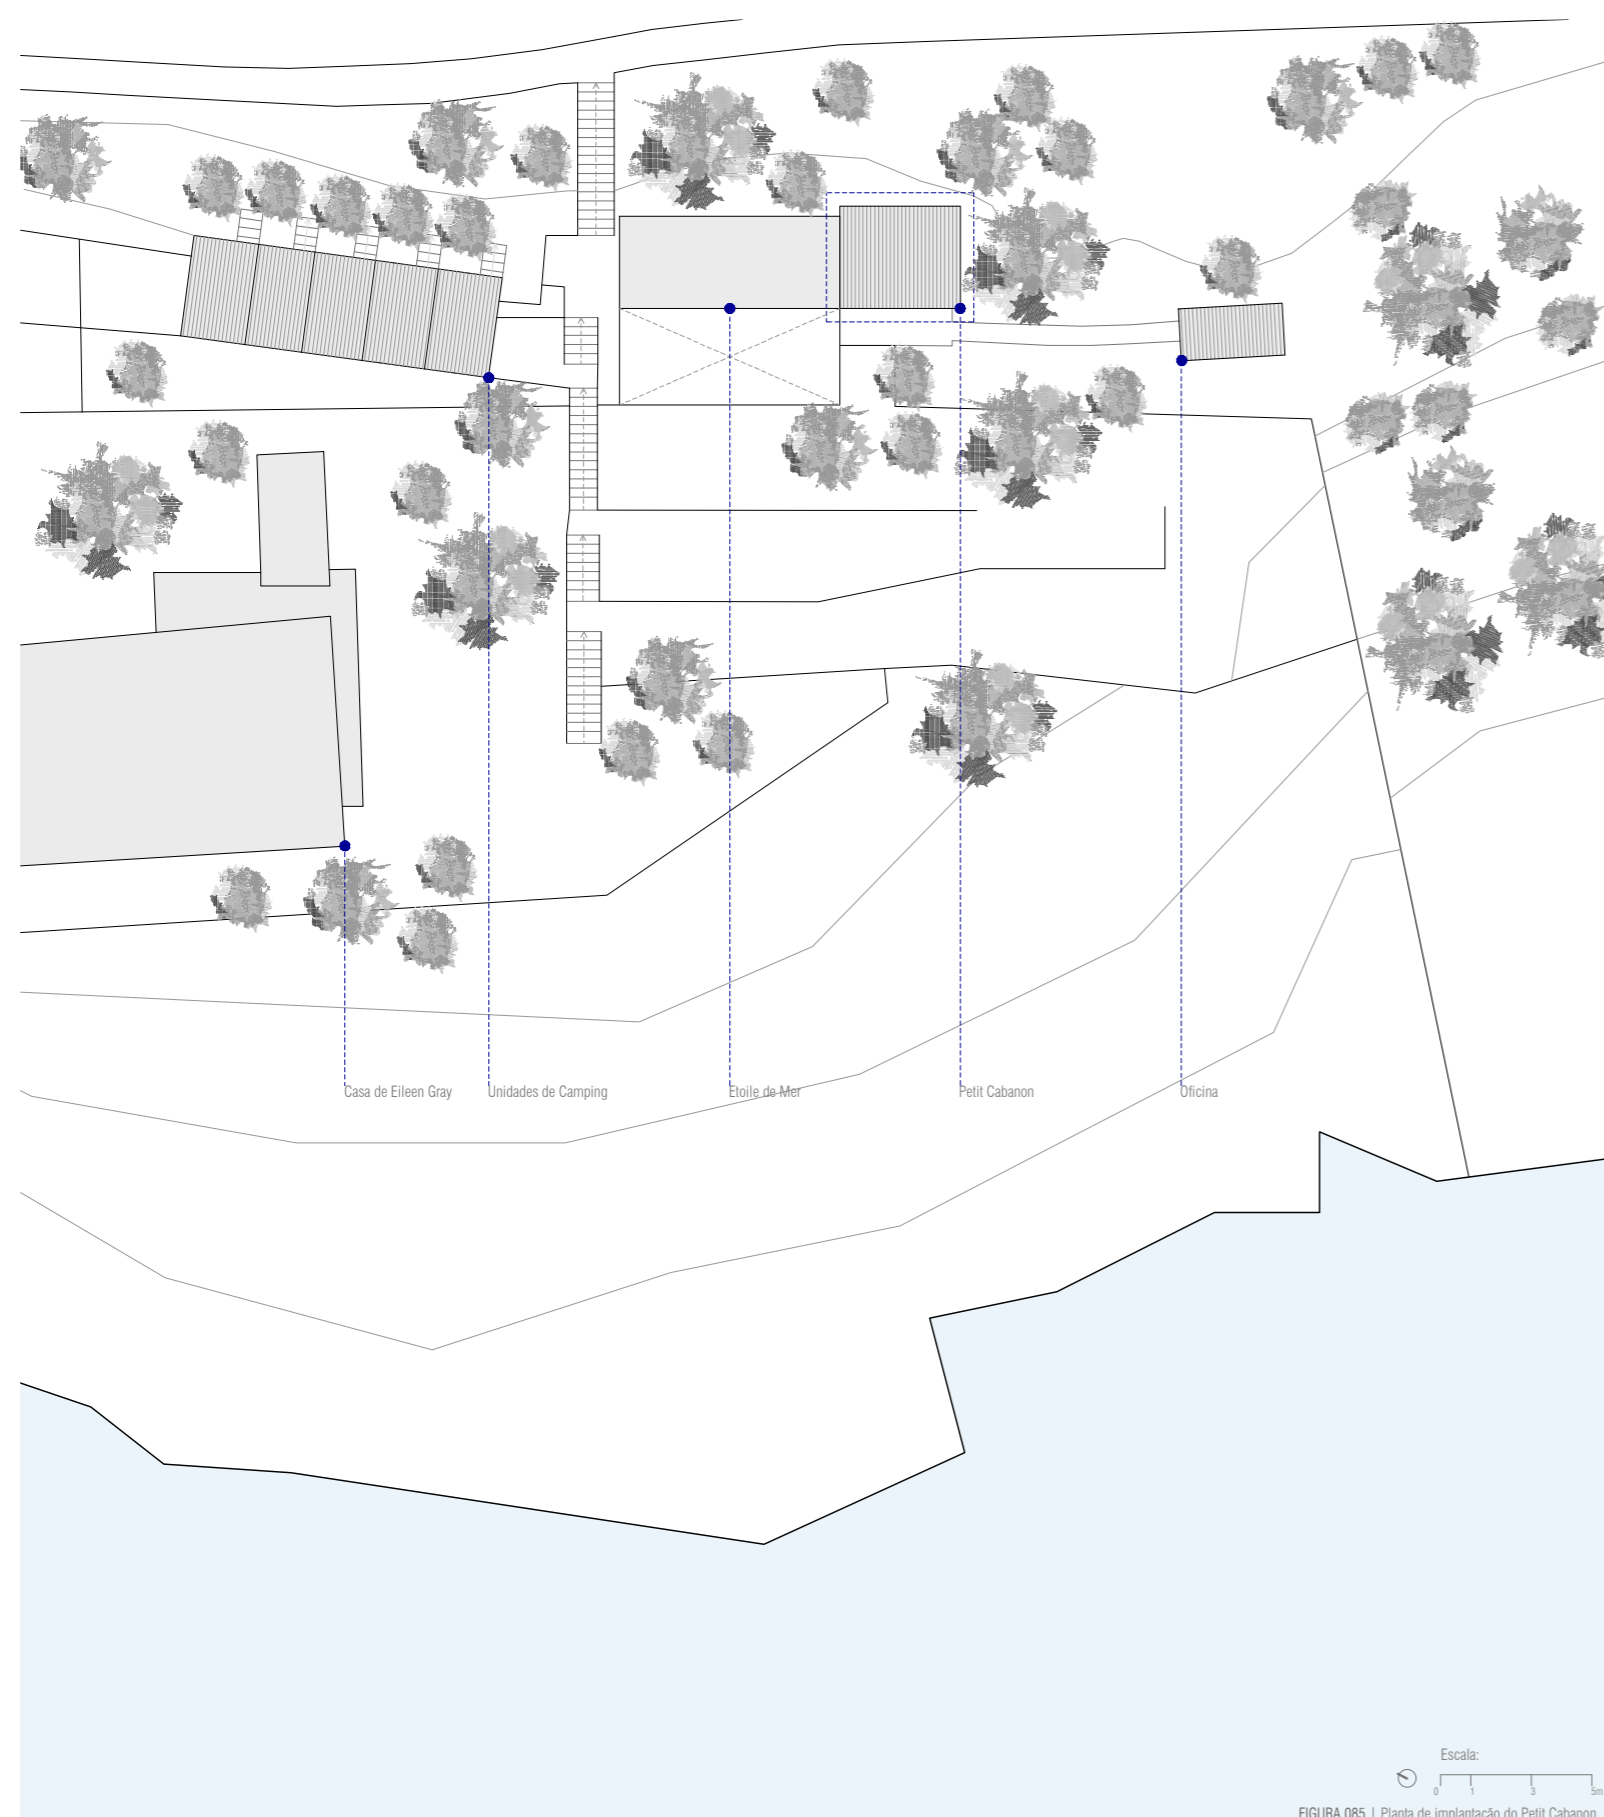 Casa de Eileen Gray
Unidades de Camping
Etoile de Mer
Petit Cabanon
Oficina
Escala:
0 1 3 5m
FIGURA 085 | Planta de implantação do Petit Cabanon